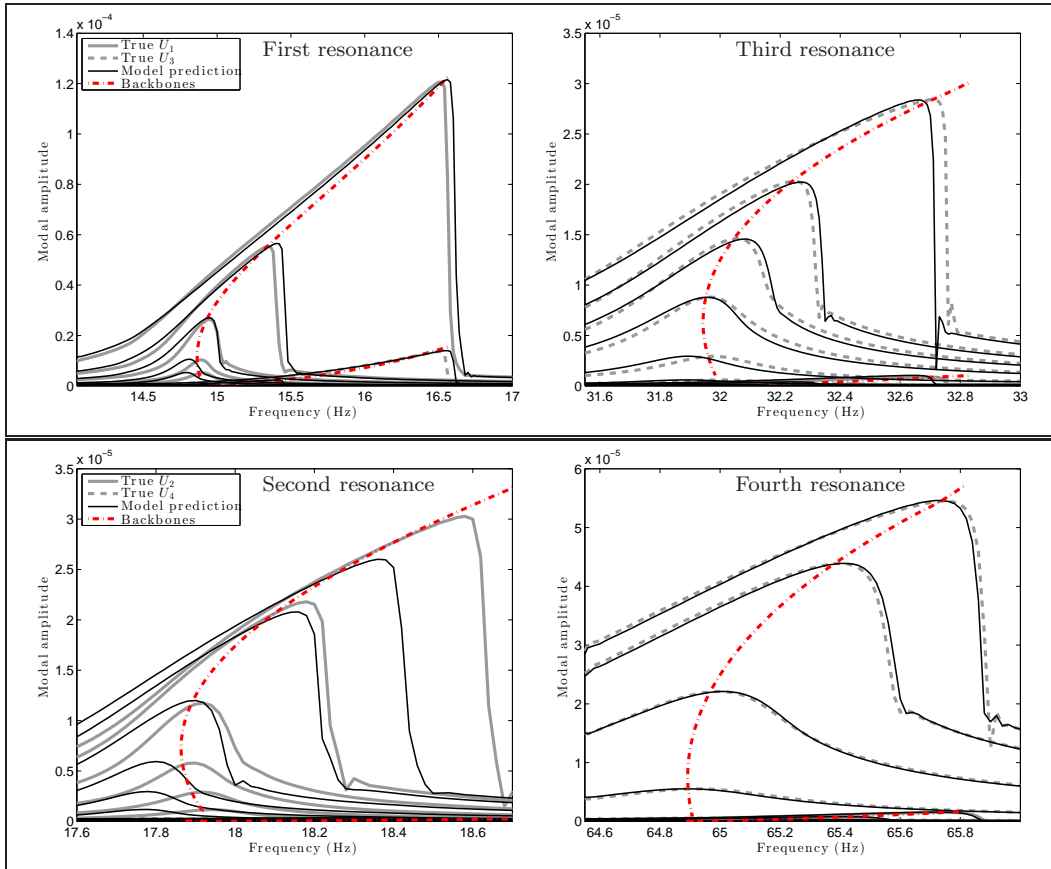 x 10⁻⁴
First resonance
True U₁
True U₃
Model prediction
Backbones
1.4
1.2
1
0.8
0.6
0.4
0.2
0
Modal amplitude
14.5 15 15.5 16 16.5 17
Frequency (Hz)
x 10⁻⁵
Third resonance
3.5
3
2.5
2
1.5
1
0.5
0
Modal amplitude
31.6 31.8 32 32.2 32.4 32.6 32.8 33
Frequency (Hz)
x 10⁻⁵
Second resonance
True U₂
True U₄
Model prediction
Backbones
3.5
3
2.5
2
1.5
1
0.5
0
Modal amplitude
17.6 17.8 18 18.2 18.4 18.6
Frequency (Hz)
x 10⁻⁵
Fourth resonance
6
5
4
3
2
1
0
Modal amplitude
64.6 64.8 65 65.2 65.4 65.6 65.8
Frequency (Hz)